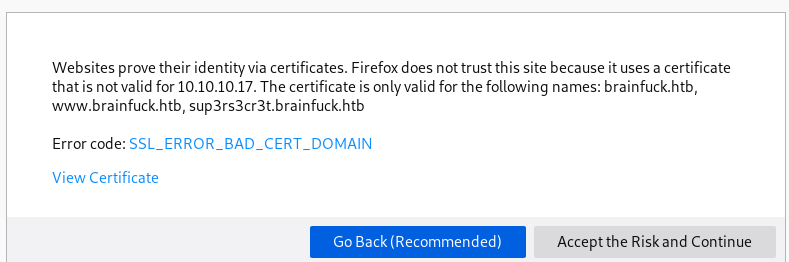 Websites prove their identity via certificates. Firefox does not trust this site because it uses a certificate
that is not valid for 10.10.10.17. The certificate is only valid for the following names: brainfuck.htb,
www.brainfuck.htb, sup3rs3cr3t.brainfuck.htb
Error code: SSL_ERROR_BAD_CERT_DOMAIN
View Certificate
Go Back (Recommended) Accept the Risk and Continue